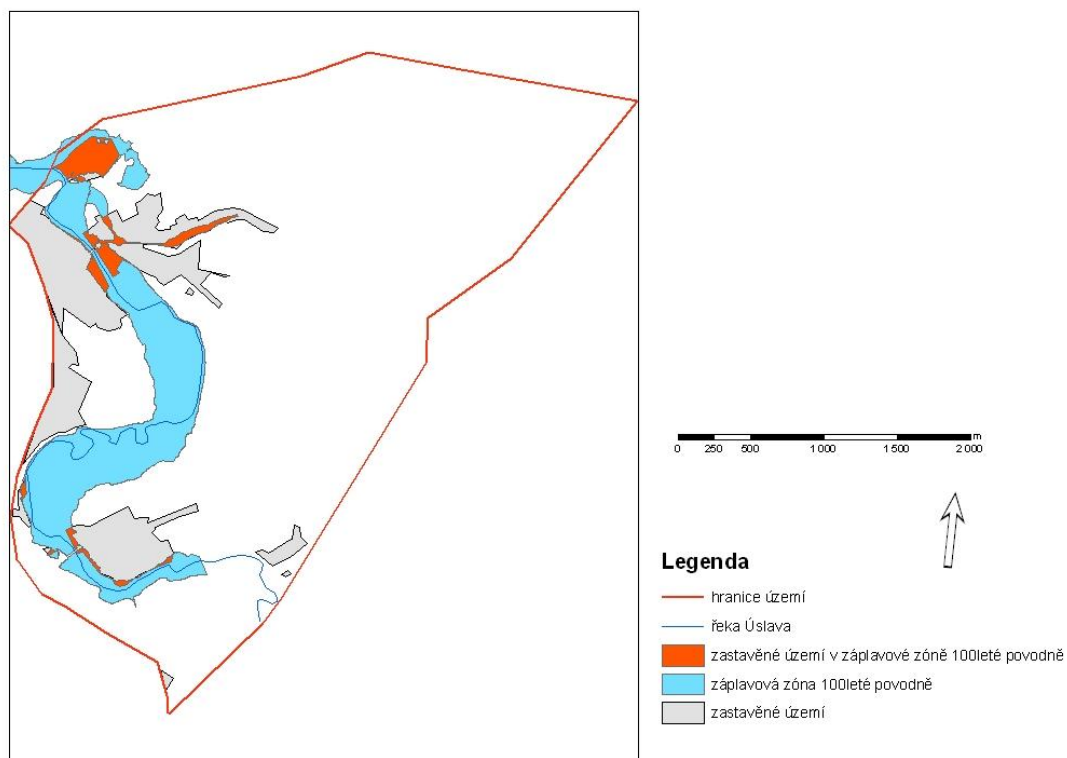 m
0 250 500 1 000 1 500 2 000
Legenda
hranice území
řeka Úslava
zastavěné území v záplavové zóně 100leté povodně
záplavová zóna 100leté povodně
zastavěné území